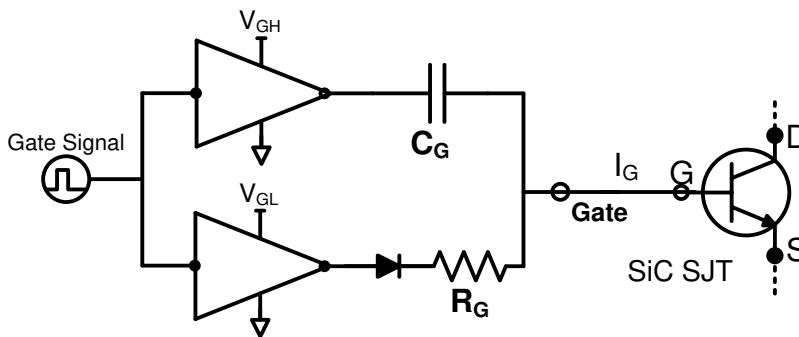 V_GH
Gate Signal
C_G
V_GL
R_G
Gate
I_G
G
D
S
SiC SJT